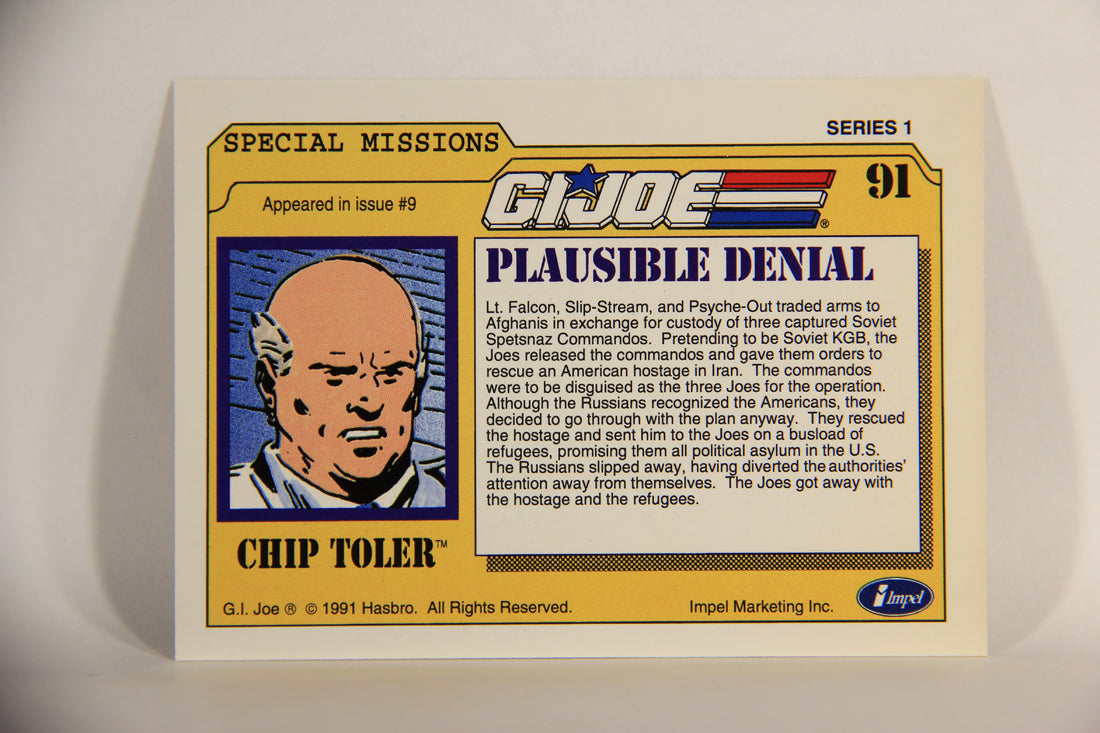 SERIES 1
SPECIAL MISSIONS
91
G.I. JOE ®
Appeared in issue #9
PLAUSIBLE DENIAL
Lt. Falcon, Slip-Stream, and Psyche-Out traded arms to
Afghanis in exchange for custody of three captured Soviet
Spetsnaz Commandos. Pretending to be Soviet KGB, the
Joes released the commandos and gave them orders to
rescue an American hostage in Iran. The commandos
were to be disguised as the three Joes for the operation.
Although the Russians recognized the Americans, they
decided to go through with the plan anyway. They rescued
the hostage and sent him to the Joes on a busload of
refugees, promising them all political asylum in the U.S.
The Russians slipped away, having diverted the authorities'
attention away from themselves. The Joes got away with
the hostage and the refugees.
CHIP TOLER™
G.I. Joe ® © 1991 Hasbro. All Rights Reserved.
Impel Marketing Inc.
i Impel